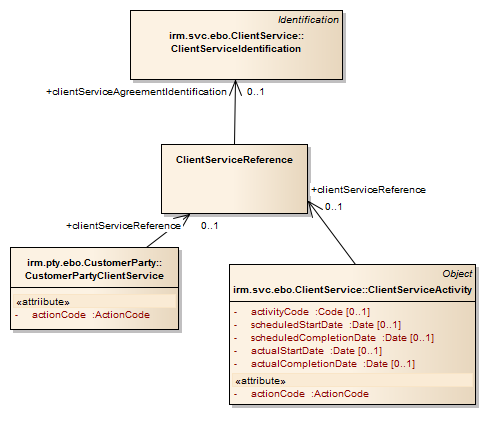 Identification
irm.svc.ebo.ClientService::
ClientServiceIdentification
+clientServiceAgreementIdentification
0..1
ClientServiceReference
+clientServiceReference
0..1
+clientServiceReference
0..1
irm.pty.ebo.CustomerParty::
CustomerPartyClientService
«attriibute»
- actionCode :ActionCode
Object
irm.svc.ebo.ClientService::ClientServiceActivity
- activityCode :Code [0..1]
- scheduledStartDate :Date [0..1]
- scheduledCompletionDate :Date [0..1]
- actualStartDate :Date [0..1]
- actualCompletionDate :Date [0..1]
«attribute»
- actionCode :ActionCode